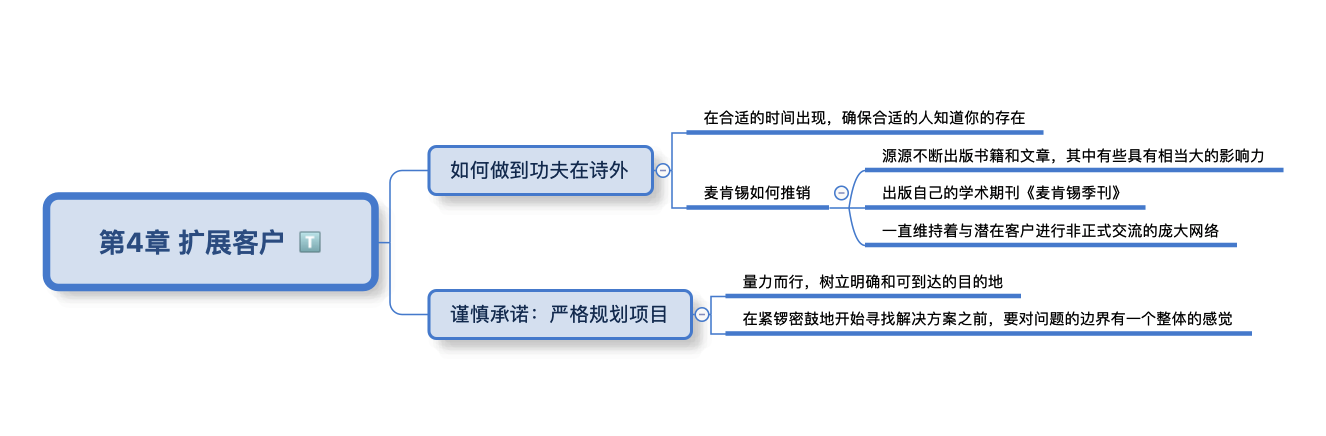 第4章 扩展客户
如何做到功夫在诗外
在合适的时间出现，确保合适的人知道你的存在
麦肯锡如何推销
源源不断出版书籍和文章，其中有些具有相当大的影响力
出版自己的学术期刊《麦肯锡季刊》
一直维持着与潜在客户进行非正式交流的庞大网络
谨慎承诺：严格规划项目
量力而行，树立明确和可到达的目的地
在紧锣密鼓地开始寻找解决方案之前，要对问题的边界有一个整体的感觉